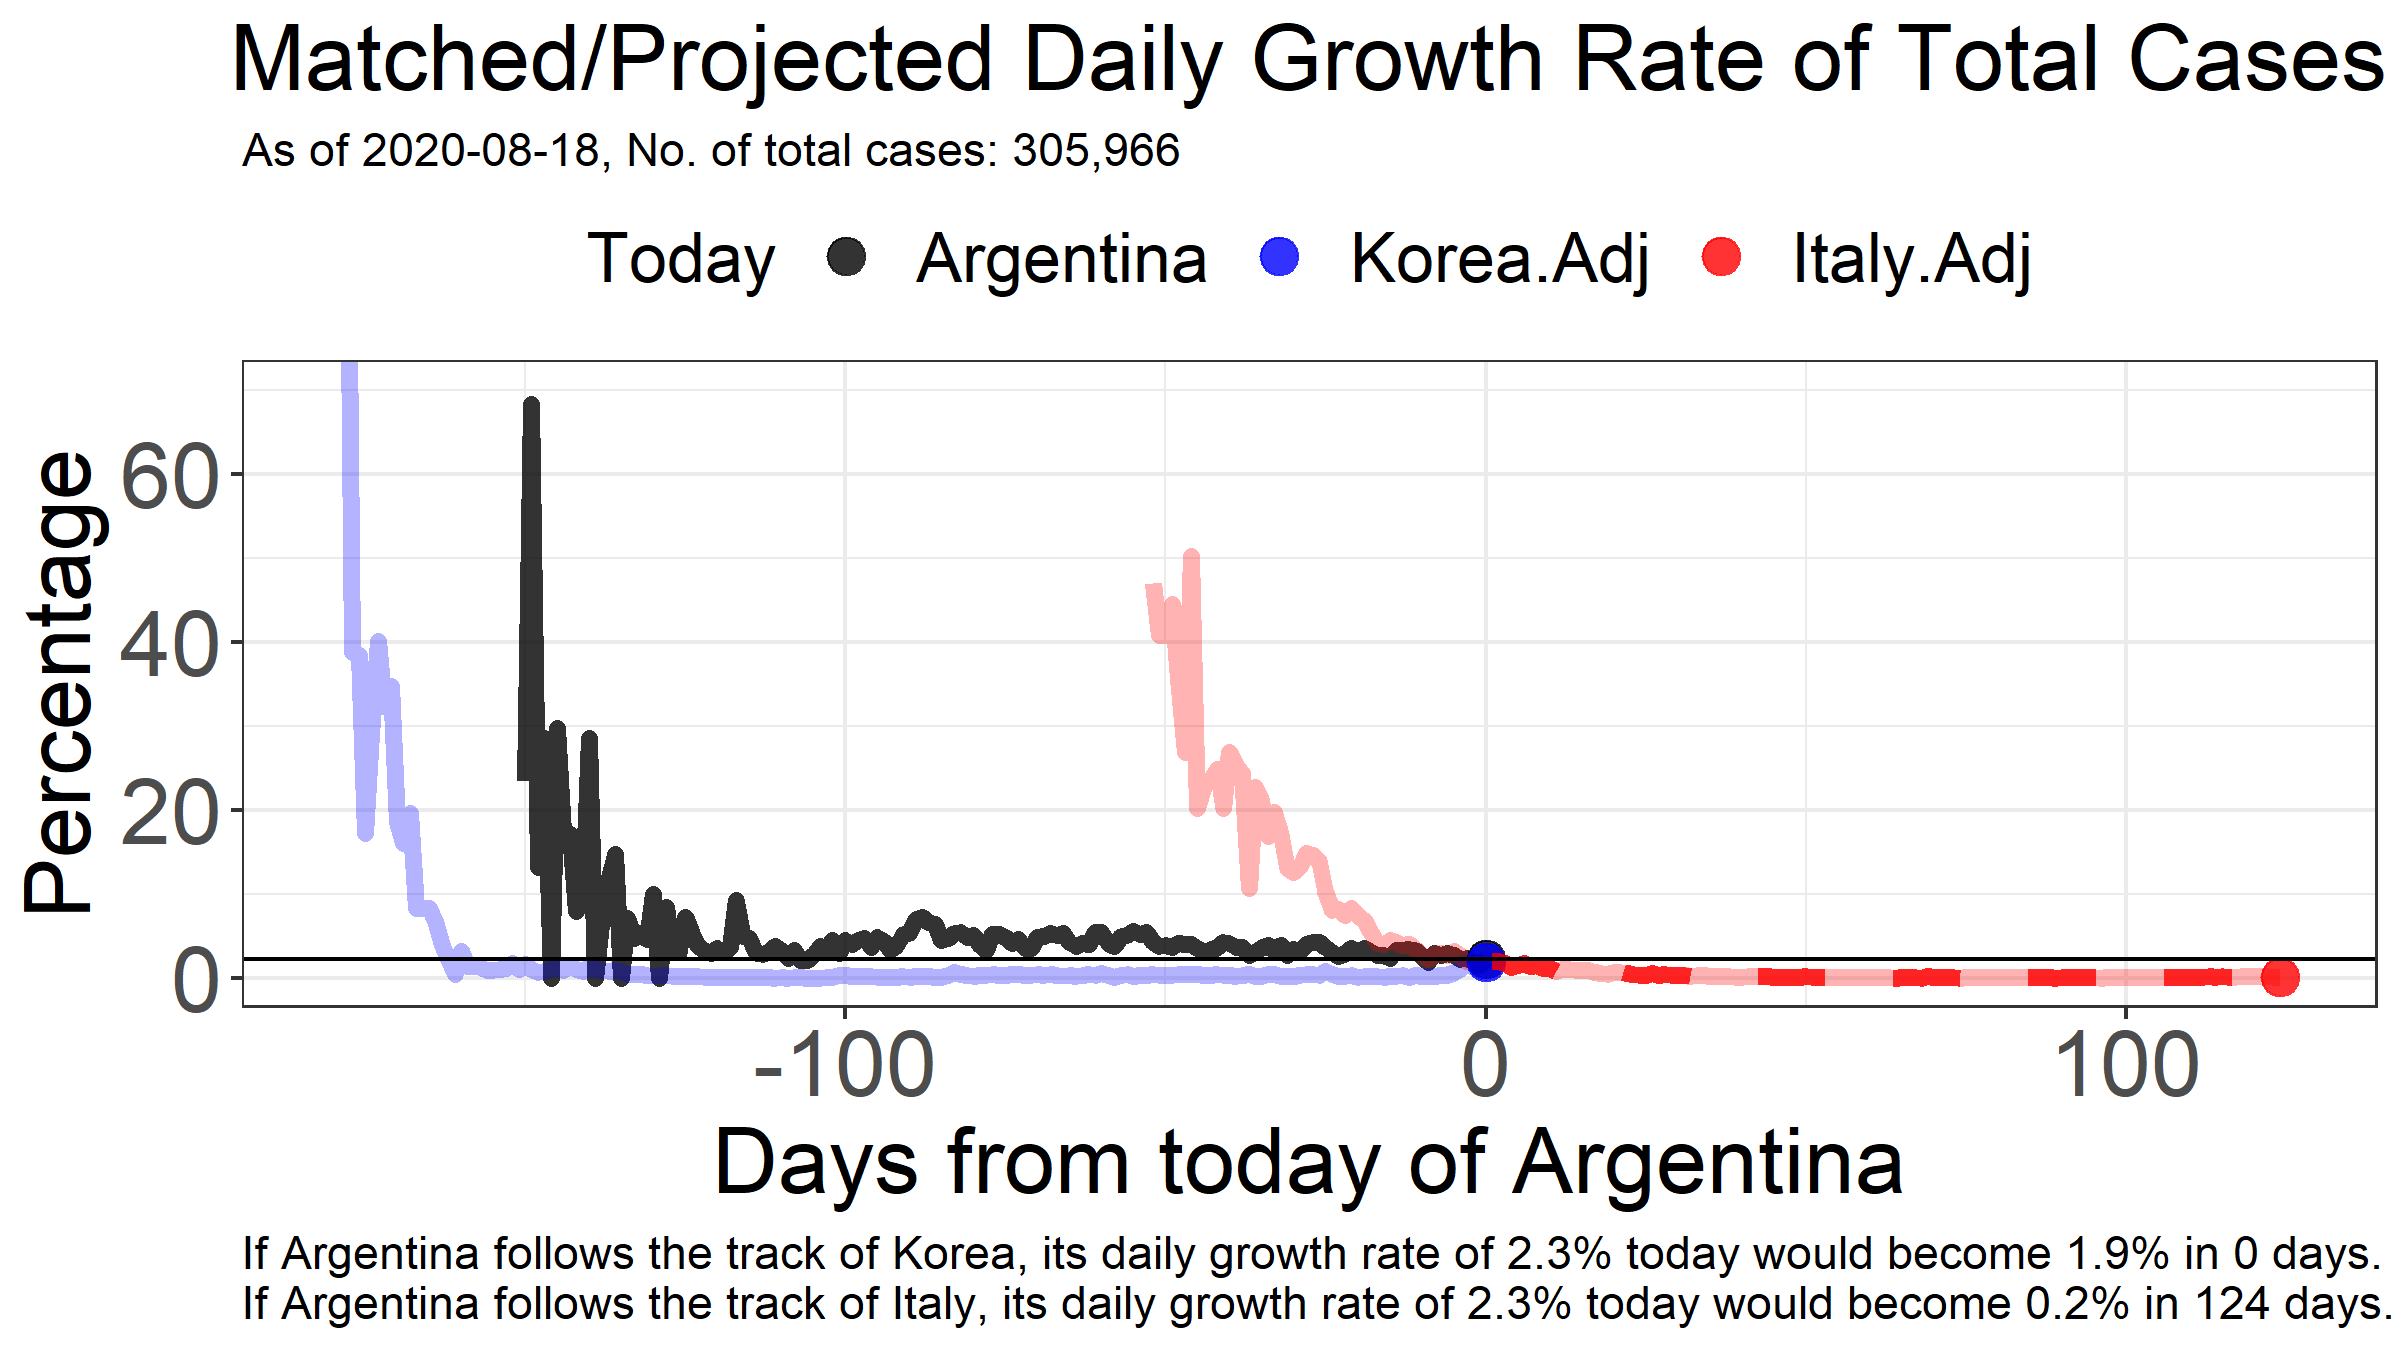 Matched/Projected Daily Growth Rate of Total Cases
As of 2020-08-18, No. of total cases: 305,966
Today Argentina Korea.Adj Italy.Adj
Percentage
60
40
20
0
-100 0 100
Days from today of Argentina
If Argentina follows the track of Korea, its daily growth rate of 2.3% today would become 1.9% in 0 days.
If Argentina follows the track of Italy, its daily growth rate of 2.3% today would become 0.2% in 124 days.